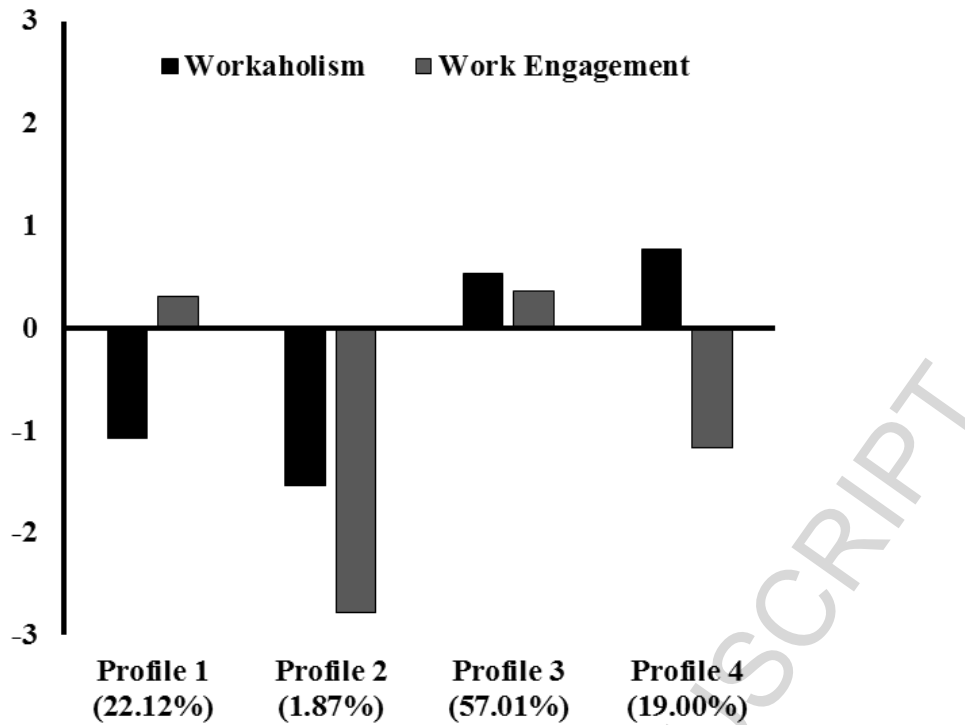 3
Workaholism Work Engagement
2
1
0
-1
-2
-3
Profile 1 Profile 2 Profile 3 Profile 4
(22.12%) (1.87%) (57.01%) (19.00%)
USCRIPT